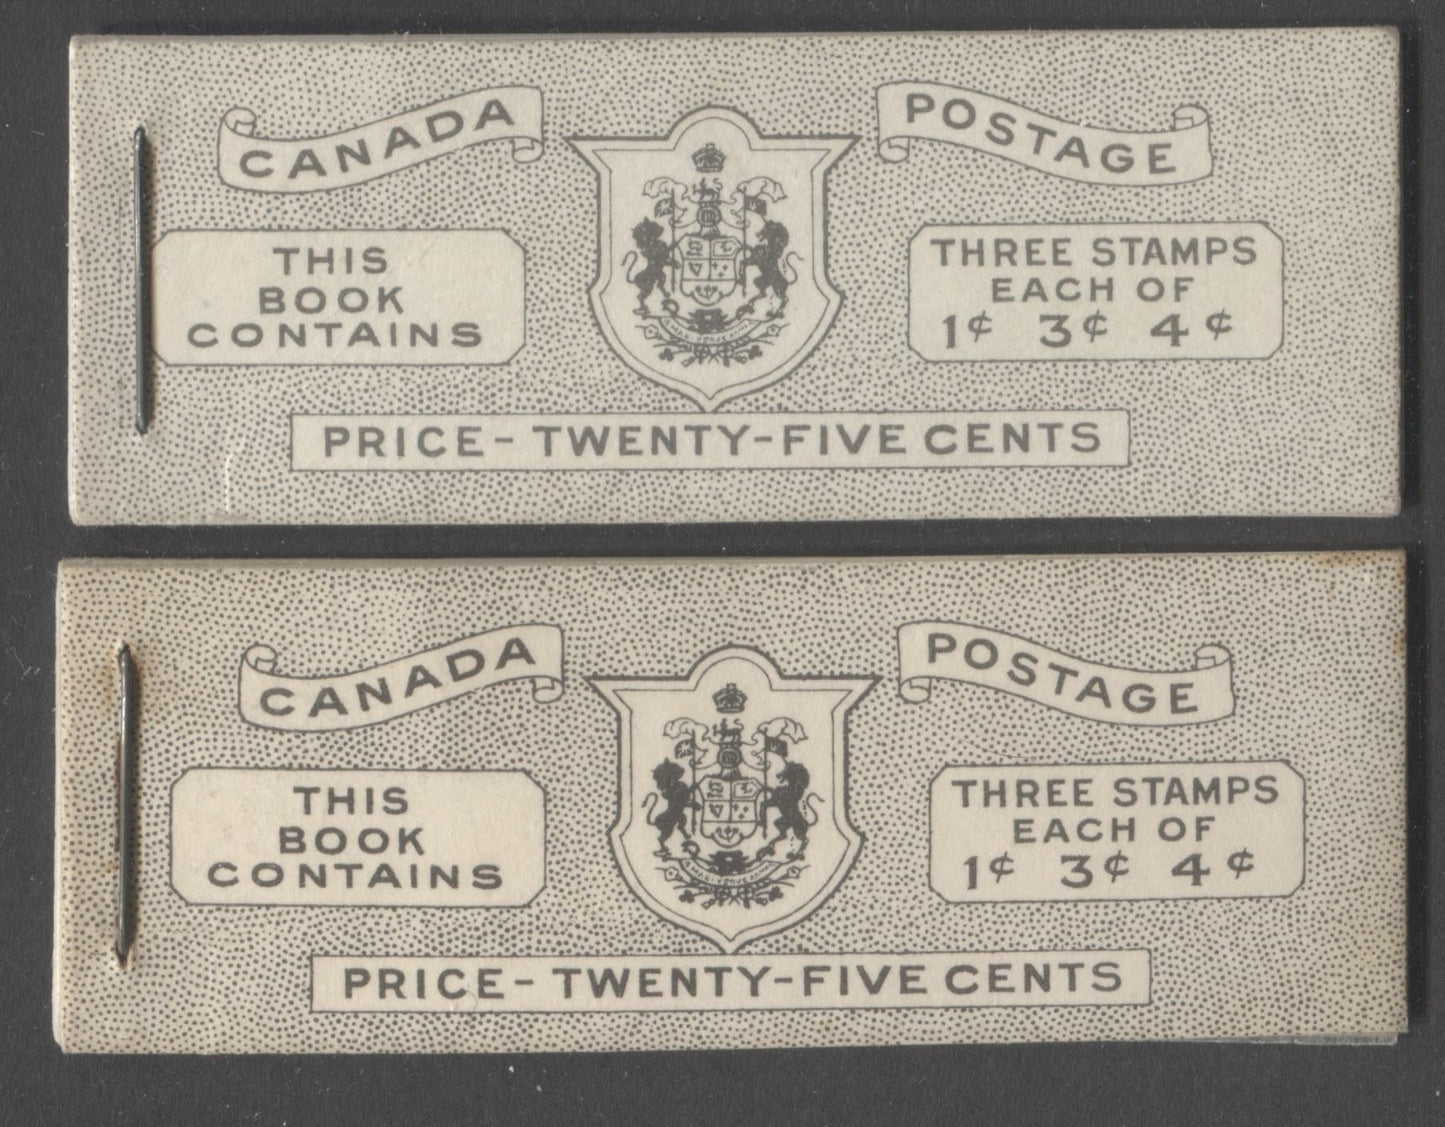 CANADA POSTAGE
THIS
BOOK
CONTAINS
THREE STAMPS
EACH OF
1¢ 3¢ 4¢
PRICE - TWENTY-FIVE CENTS
CANADA POSTAGE
THIS
BOOK
CONTAINS
THREE STAMPS
EACH OF
1¢ 3¢ 4¢
PRICE - TWENTY-FIVE CENTS